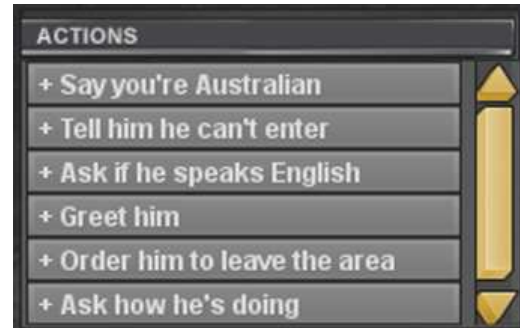 ACTIONS
+ Say you're Australian
+ Tell him he can't enter
+ Ask if he speaks English
+ Greet him
+ Order him to leave the area
+ Ask how he's doing